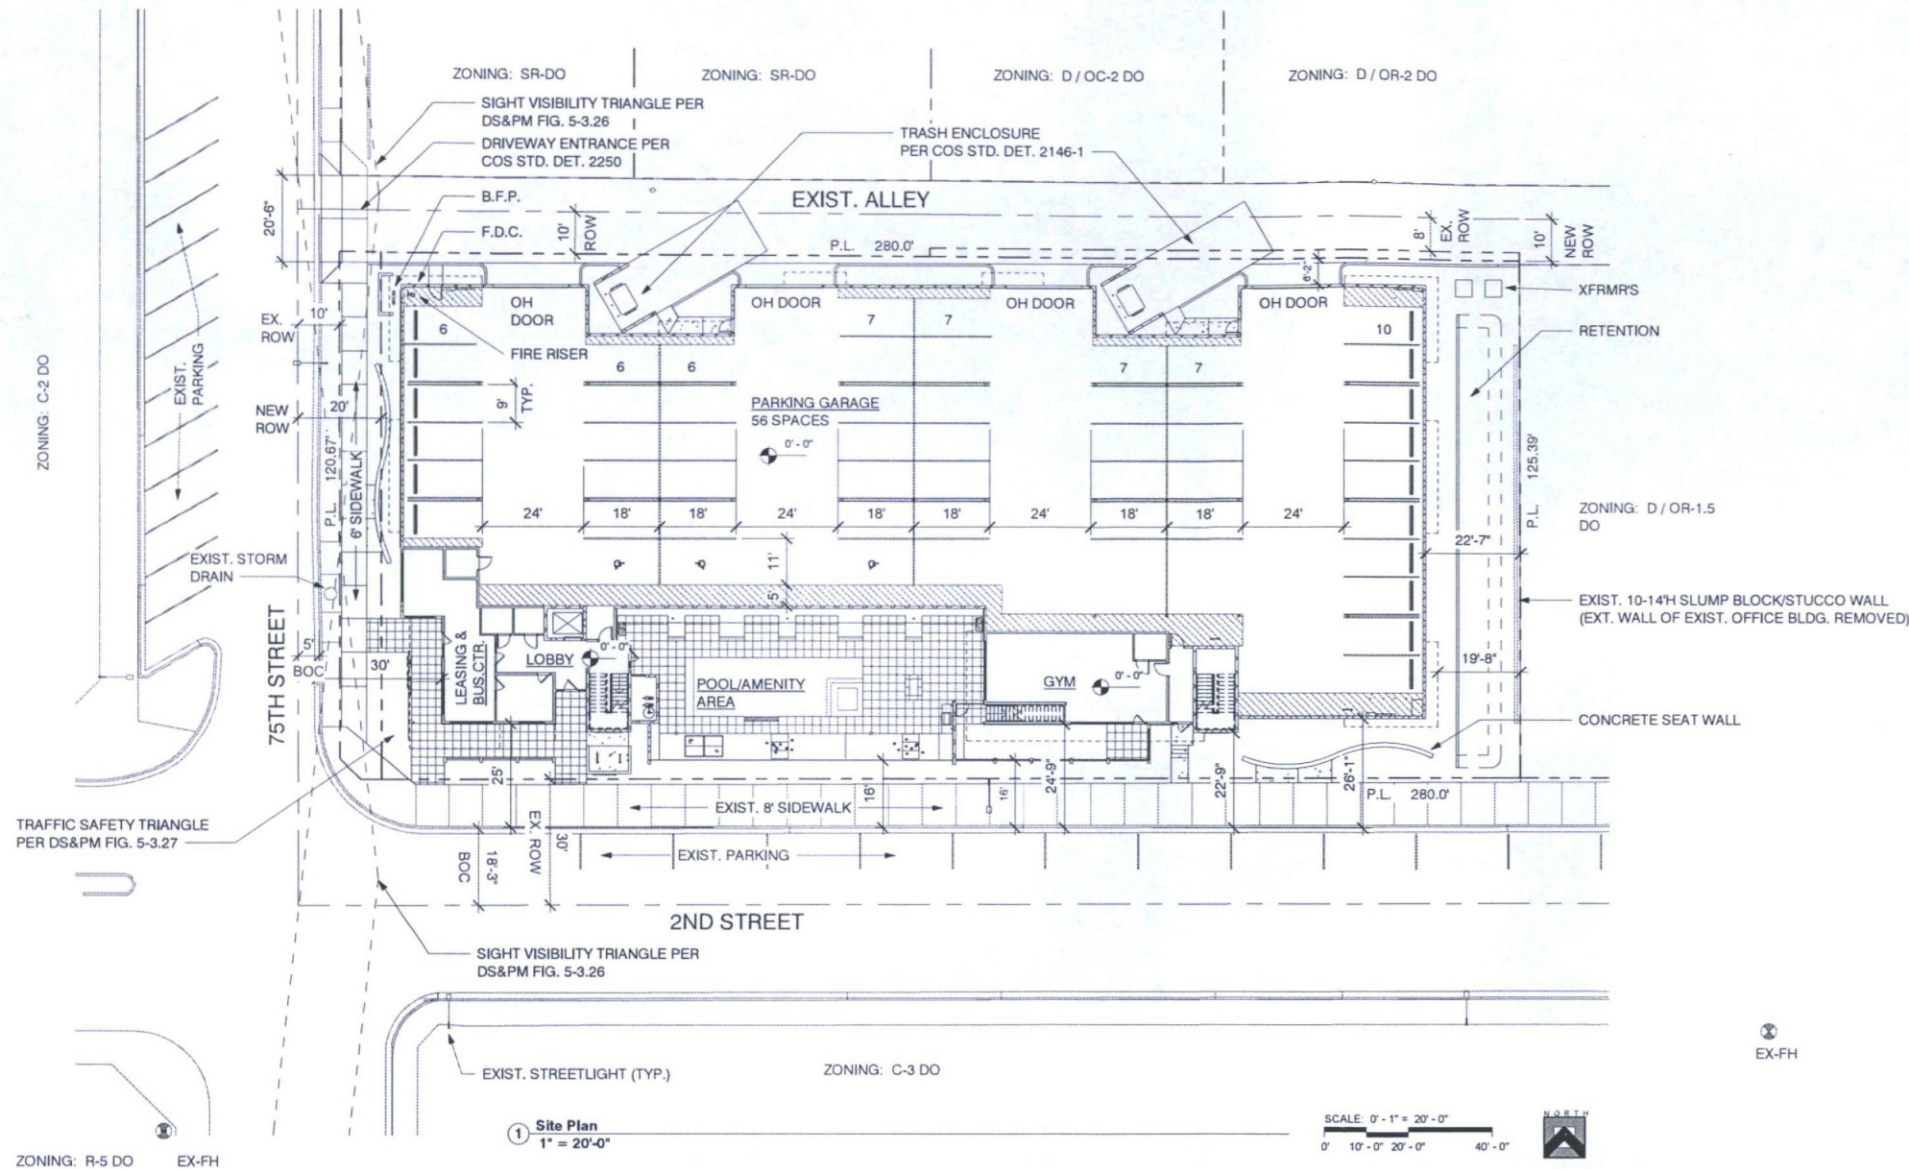 ZONING: SR-DO
ZONING: SR-DO
ZONING: D / OC-2 DO
ZONING: D / OR-2 DO
SIGHT VISIBILITY TRIANGLE PER
DS&PM FIG. 5-3.26
DRIVEWAY ENTRANCE PER
COS STD. DET. 2250
TRASH ENCLOSURE
PER COS STD. DET. 2146-1
B.F.P.
F.D.C.
EXIST. ALLEY
20'-6"
10'
ROW
P.L. 280.0'
8'
EX.
ROW
10'
NEW
ROW
6'-2"
XFRMR'S
RETENTION
OH
DOOR
OH DOOR
OH DOOR
OH DOOR
EX.
ROW
10'
6
7
7
10
FIRE RISER
6
6
7
7
EXIST.
PARKING
ZONING: C-2 DO
9'
TYP.
PARKING GARAGE
56 SPACES
0' - 0"
NEW
ROW
20'
P.L. 120.67'
6' SIDEWALK
P.L. 125.39'
24'
18'
18'
24'
18'
18'
24'
18'
18'
24'
ZONING: D / OR-1.5
DO
22'-7"
EXIST. STORM
DRAIN
11'
5'
EXIST. 10-14'H SLUMP BLOCK/STUCCO WALL
(EXT. WALL OF EXIST. OFFICE BLDG. REMOVED)
75TH STREET
5'
BOC
30'
LEASING &
BUS. CTR.
LOBBY
0' - 0"
POOL/AMENITY
AREA
GYM
0' - 0"
19'-8"
CONCRETE SEAT WALL
25'
16'
16'
24'-9"
22'-9"
26'-1"
P.L. 280.0'
EXIST. 8' SIDEWALK
TRAFFIC SAFETY TRIANGLE
PER DS&PM FIG. 5-3.27
EXIST. PARKING
BOC
18'-3"
EX. ROW
30'
2ND STREET
SIGHT VISIBILITY TRIANGLE PER
DS&PM FIG. 5-3.26
EX-FH
EXIST. STREETLIGHT (TYP.)
ZONING: C-3 DO
1
Site Plan
1" = 20'-0"
SCALE: 0' - 1" = 20' - 0"
0' 10' - 0" 20' - 0" 40' - 0"
NORTH
ZONING: R-5 DO
EX-FH